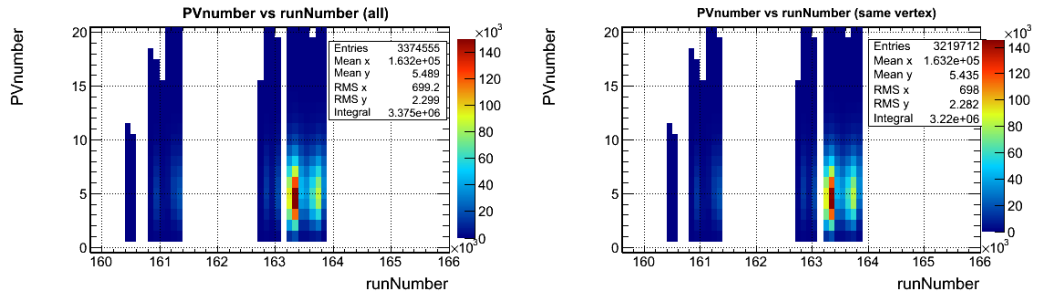 PVnumber vs runNumber (all)
PVnumber
20
15
10
5
0
Entries 3374555
Mean x 1.632e+05
Mean y 5.489
RMS x 699.2
RMS y 2.299
Integral 3.375e+06
×10³
140
120
100
80
60
40
20
0
160 161 162 163 164 165 166
×10³
runNumber
PVnumber vs runNumber (same vertex)
PVnumber
20
15
10
5
0
Entries 3219712
Mean x 1.632e+05
Mean y 5.435
RMS x 698
RMS y 2.282
Integral 3.22e+06
×10³
140
120
100
80
60
40
20
0
160 161 162 163 164 165 166
×10³
runNumber